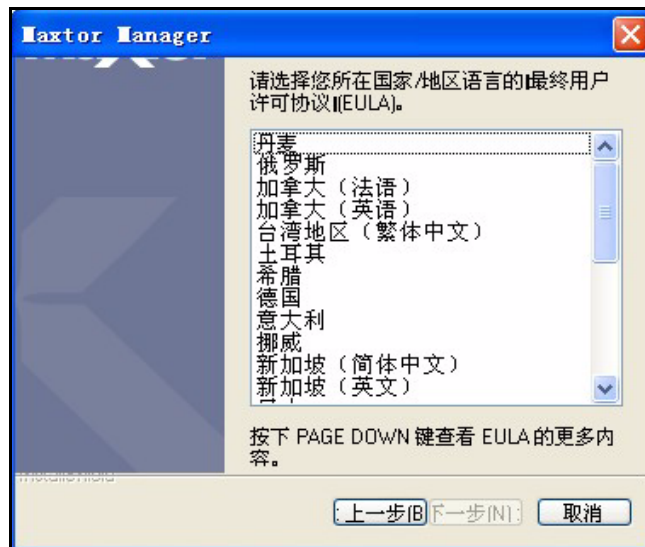 Maxtor Manager
请选择您所在国家/地区语言的最终用户
许可协议(EULA)。
丹麦
俄罗斯
加拿大（法语）
加拿大（英语）
台湾地区（繁体中文）
土耳其
希腊
德国
意大利
挪威
新加坡（简体中文）
新加坡（英文）
按下 PAGE DOWN 键查看 EULA 的更多内
容。
上一步(B 下一步(N) 取消